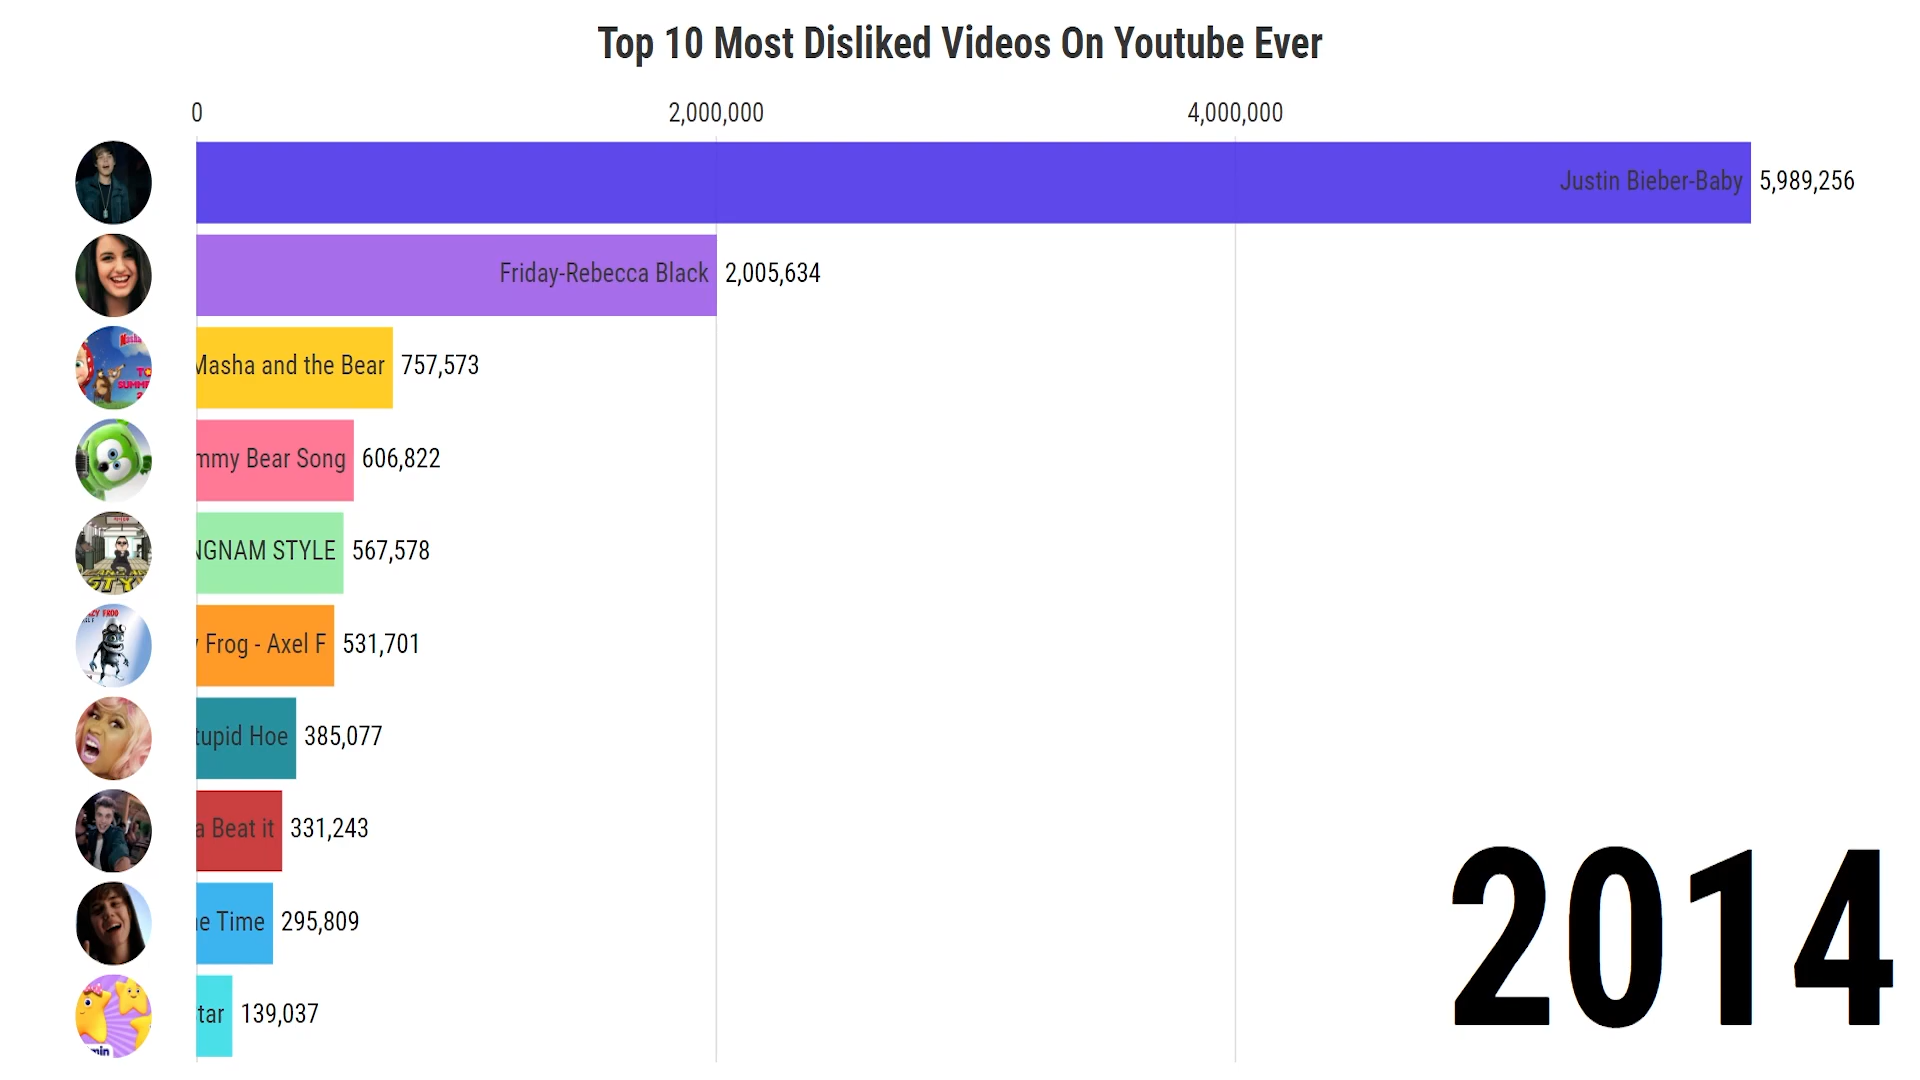 Top 10 Most Disliked Videos On Youtube Ever
0 2,000,000 4,000,000
Justin Bieber-Baby 5,989,256
Friday-Rebecca Black 2,005,634
Masha and the Bear 757,573
mmy Bear Song 606,822
NGNAM STYLE 567,578
y Frog - Axel F 531,701
tupid Hoe 385,077
a Beat it 331,243
ne Time 295,809
tar 139,037
2014